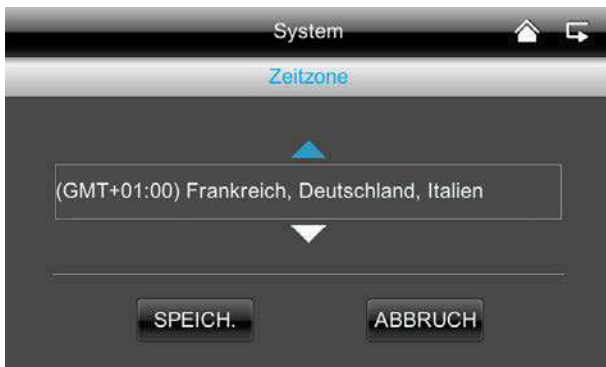 System
Zeitzone
(GMT+01:00) Frankreich, Deutschland, Italien
SPEICH. ABBRUCH